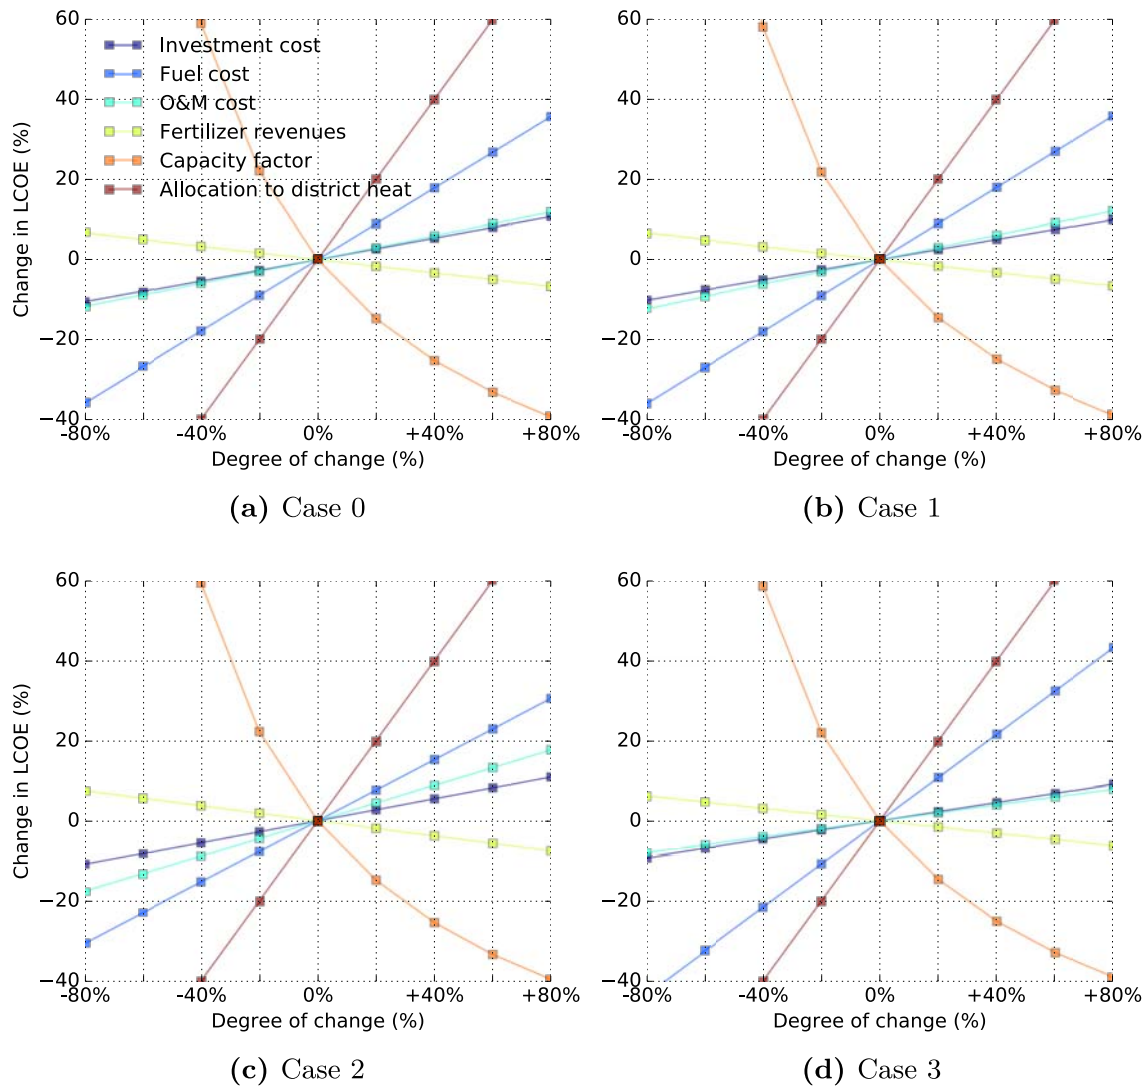 60
40
20
0
−20
−40
Change in LCOE (%)
Investment cost
Fuel cost
O&M cost
Fertilizer revenues
Capacity factor
Allocation to district heat
-80%
-40%
0%
+40%
+80%
Degree of change (%)
(a) Case 0
60
40
20
0
−20
−40
-80%
-40%
0%
+40%
+80%
Degree of change (%)
(b) Case 1
60
40
20
0
−20
−40
Change in LCOE (%)
-80%
-40%
0%
+40%
+80%
Degree of change (%)
(c) Case 2
60
40
20
0
−20
−40
-80%
-40%
0%
+40%
+80%
Degree of change (%)
(d) Case 3